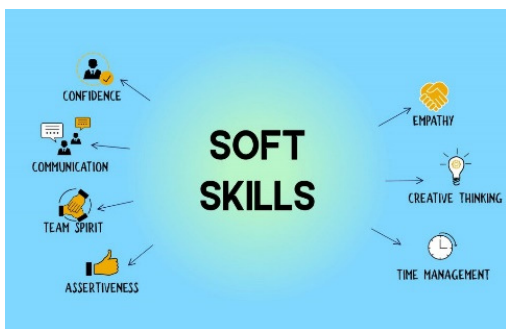 SOFT
SKILLS
CONFIDENCE
COMMUNICATION
TEAM SPIRIT
ASSERTIVENESS
EMPATHY
CREATIVE THINKING
TIME MANAGEMENT